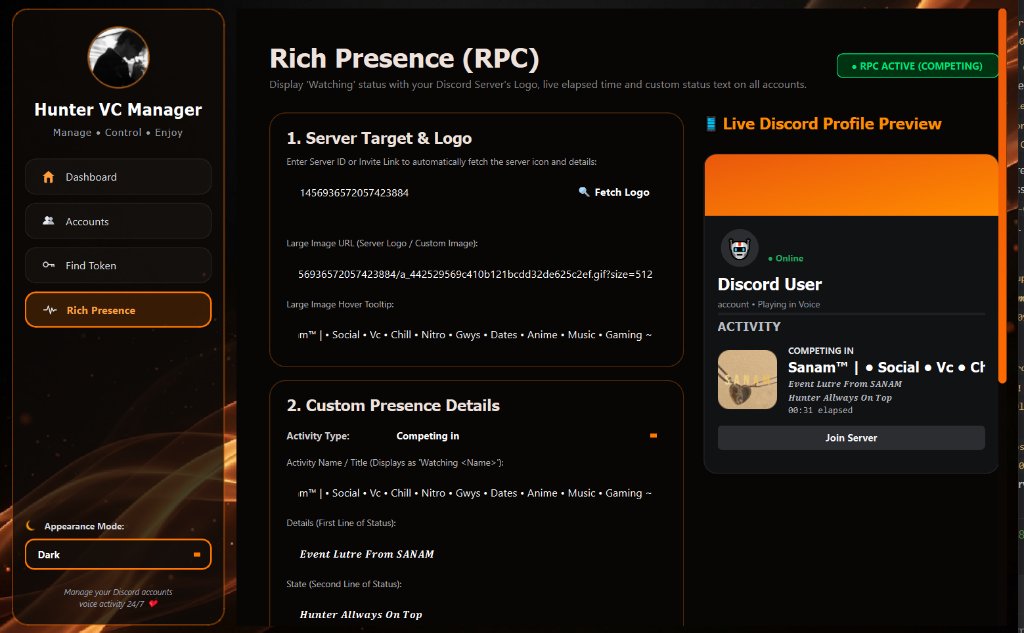 Hunter VC Manager
Manage • Control • Enjoy
Dashboard
Accounts
Find Token
Rich Presence
Appearance Mode:
Dark
Manage your Discord accounts
voice activity 24/7
Rich Presence (RPC)
Display 'Watching' status with your Discord Server's Logo, live elapsed time and custom status text on all accounts.
● RPC ACTIVE (COMPETING)
1. Server Target & Logo
Enter Server ID or Invite Link to automatically fetch the server icon and details:
1456936572057423884
Fetch Logo
Large Image URL (Server Logo / Custom Image):
56936572057423884/a_442529569c410b121bcdd32de625c2ef.gif?size=512
Large Image Hover Tooltip:
™ | • Social • Vc • Chill • Nitro • Gwys • Dates • Anime • Music • Gaming ~
2. Custom Presence Details
Activity Type:
Competing in
Activity Name / Title (Displays as 'Watching <Name>'):
™ | • Social • Vc • Chill • Nitro • Gwys • Dates • Anime • Music • Gaming ~
Details (First Line of Status):
Event Lutre From SANAM
State (Second Line of Status):
Hunter Allways On Top
Live Discord Profile Preview
● Online
Discord User
account • Playing in Voice
ACTIVITY
SANAM
COMPETING IN
Sanam™ | • Social • Vc • Ch
Event Lutre From SANAM
Hunter Allways On Top
00:31 elapsed
Join Server